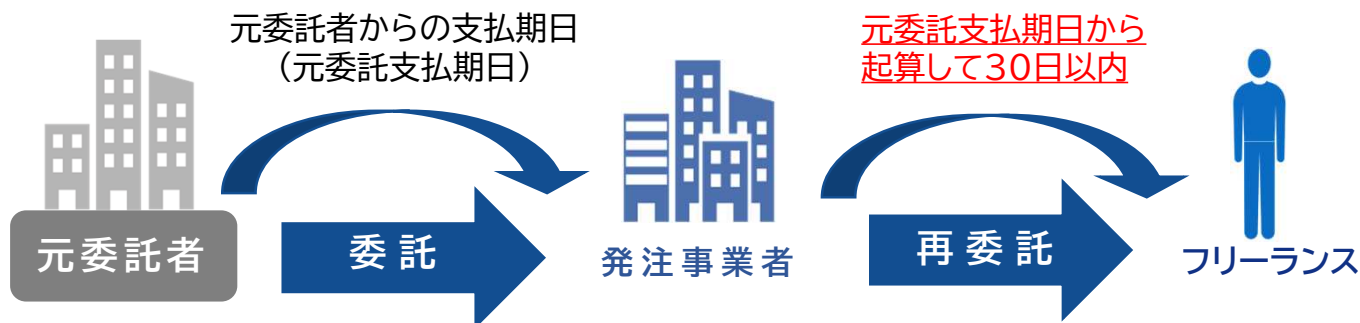 元委託者からの支払期日
（元委託支払期日）
元委託支払期日から
起算して30日以内
元委託者
委託
発注事業者
再委託
フリーランス